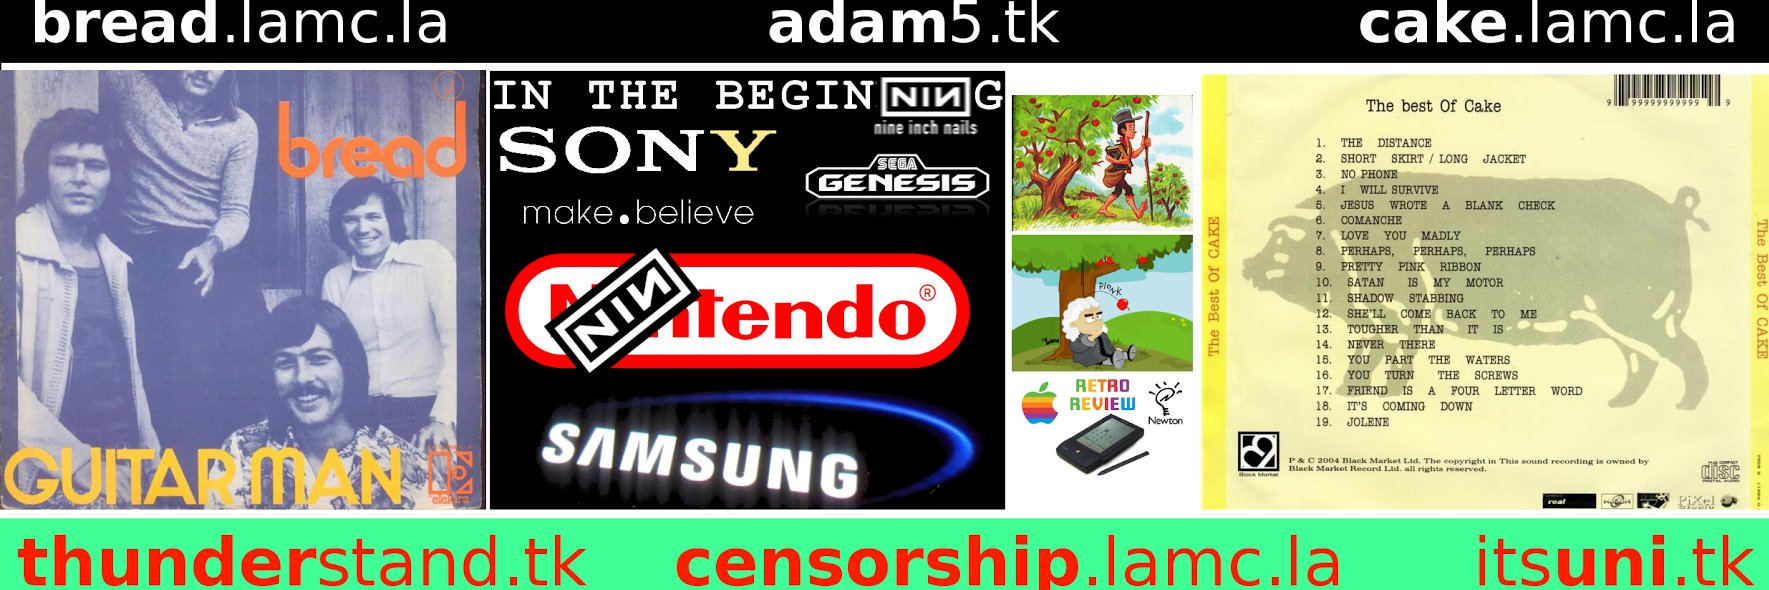 bread.lamc.la
adam5.tk
cake.lamc.la
bread
GUITAR MAN
elektra
IN THE BEGIN NIN G
nine inch nails
SONY
make.believe
SEGA
GENESIS
NIN
Nintendo®
SAMSUNG
PLONK
RETRO
REVIEW
Newton
The best Of Cake
9 99999999999 9
1. THE DISTANCE
2. SHORT SKIRT / LONG JACKET
3. NO PHONE
4. I WILL SURVIVE
5. JESUS WROTE A BLANK CHECK
6. COMANCHE
7. LOVE YOU MADLY
8. PERHAPS, PERHAPS, PERHAPS
9. PRETTY PINK RIBBON
10. SATAN IS MY MOTOR
11. SHADOW STABBING
12. SHE'LL COME BACK TO ME
13. TOUGHER THAN IT IS
14. NEVER THERE
15. YOU PART THE WATERS
16. YOU TURN THE SCREWS
17. FRIEND IS A FOUR LETTER WORD
18. IT'S COMING DOWN
19. JOLENE
The Best Of CAKE
The Best Of CAKE
Black Market
P & C 2004 Black Market Ltd. The copyright in This sound recording is owned by
Black Market Record Ltd. all rights reserved.
COMPACT
disc
DIGITAL AUDIO
real
PiXel
thunderstand.tk
censorship.lamc.la
itsuni.tk